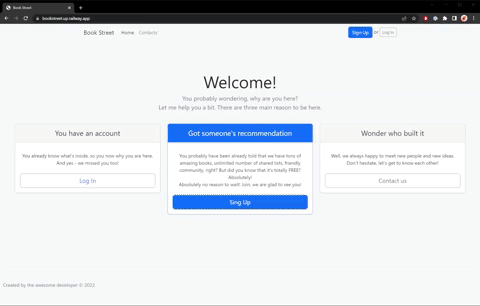 Book Street
bookstreet.up.railway.app
Book Street Home Contacts Sign Up or Log In
Welcome!
You probably wondering, why are you here?
Let me help you a bit. There are three main reason to be here.
You have an account
You already know what's inside, so you now why you are here.
And yes - we missed you too!
Log In
Got someone's recommendation
You probably have been already told that we have tons of
amazing books, unlimited number of shared lists, friendly
community, right? But did you know that it's totally FREE?
Absolutely!
Absolutely no reason to wait! Join, we are glad to see you!
Sing Up
Wonder who built it
Well, we always happy to meet new people and new ideas.
Don't hesitate, let's get to know each other!
Contact us
Created by the awesome developer © 2022